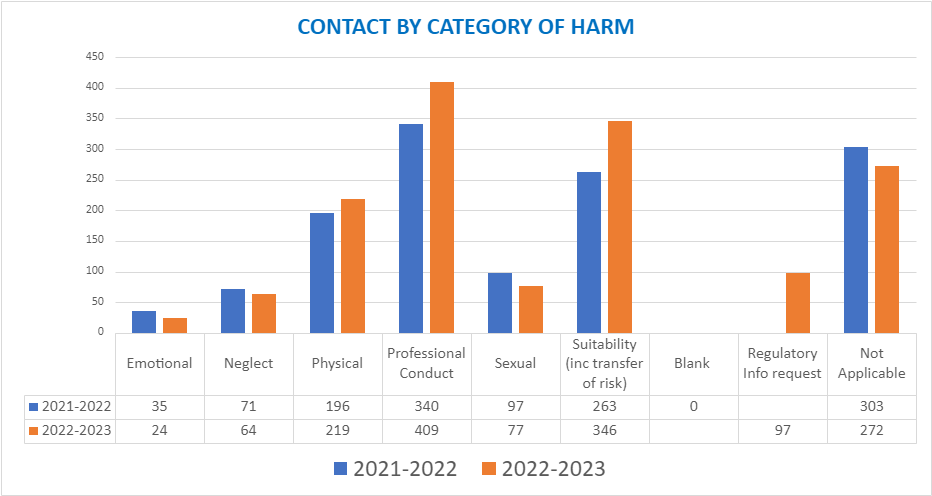 CONTACT BY CATEGORY OF HARM
450
400
350
300
250
200
150
100
50
0
Emotional Neglect Physical Professional Conduct Sexual Suitability (inc transfer of risk) Blank Regulatory Info request Not Applicable
2021-2022 35 71 196 340 97 263 0 303
2022-2023 24 64 219 409 77 346 97 272
2021-2022 2022-2023